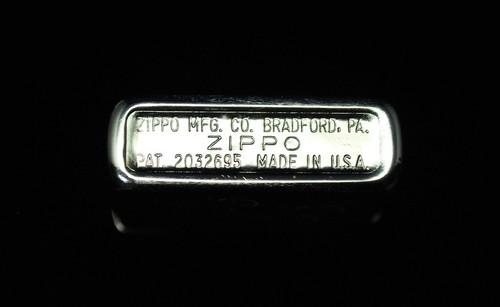 ZIPPO MFG. CO. BRADFORD, PA.
ZIPPO
PAT. 2032695 MADE IN U.S.A.